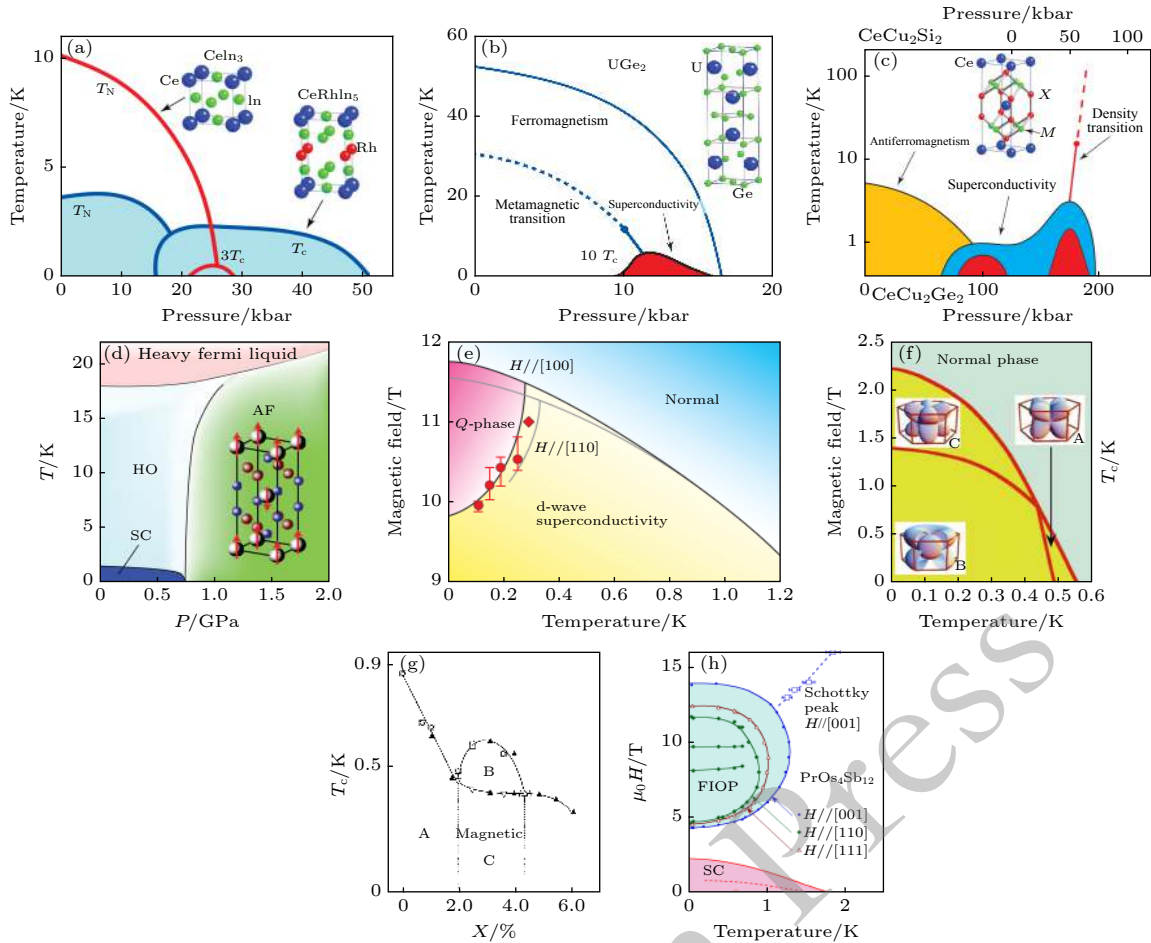 (a)
CeIn3
Ce
In
TN
CeRhIn5
Rh
TN
3Tc
Tc
10
5
0
0 10 20 30 40 50
Temperature/K
Pressure/kbar
(b)
UGe2
U
Ferromagnetism
Metamagnetic
transition
Superconductivity
Ge
10 Tc
60
40
20
0
0 10 20
Temperature/K
Pressure/kbar
Pressure/kbar
CeCu2Si2
0 50 100
(c)
Ce
X
M
Density
transition
Antiferromagnetism
Superconductivity
100
10
1
0 100 200
CeCu2Ge2
Temperature/K
Pressure/kbar
(d) Heavy fermi liquid
AF
HO
SC
20
15
10
5
0
0 0.5 1.0 1.5 2.0
T/K
P/GPa
(e)
H//[100]
Normal
Q-phase
H//[110]
d-wave
superconductivity
12
11
10
9
0 0.2 0.4 0.6 0.8 1.0 1.2
Magnetic field/T
Temperature/K
(f)
Normal phase
C
A
B
2.5
2.0
1.5
1.0
0.5
0
0 0.1 0.2 0.3 0.4 0.5 0.6
Magnetic field/T
Tc/K
Temperature/K
(g)
B
A Magnetic
C
0.9
0.5
0
0 2.0 4.0 6.0
Tc/K
X/%
(h)
Schottky
peak
H//[001]
PrOs4Sb12
FIOP
H//[001]
H//[110]
H//[111]
SC
15
10
5
0
0 1 2
μ0H/T
Temperature/K
Press